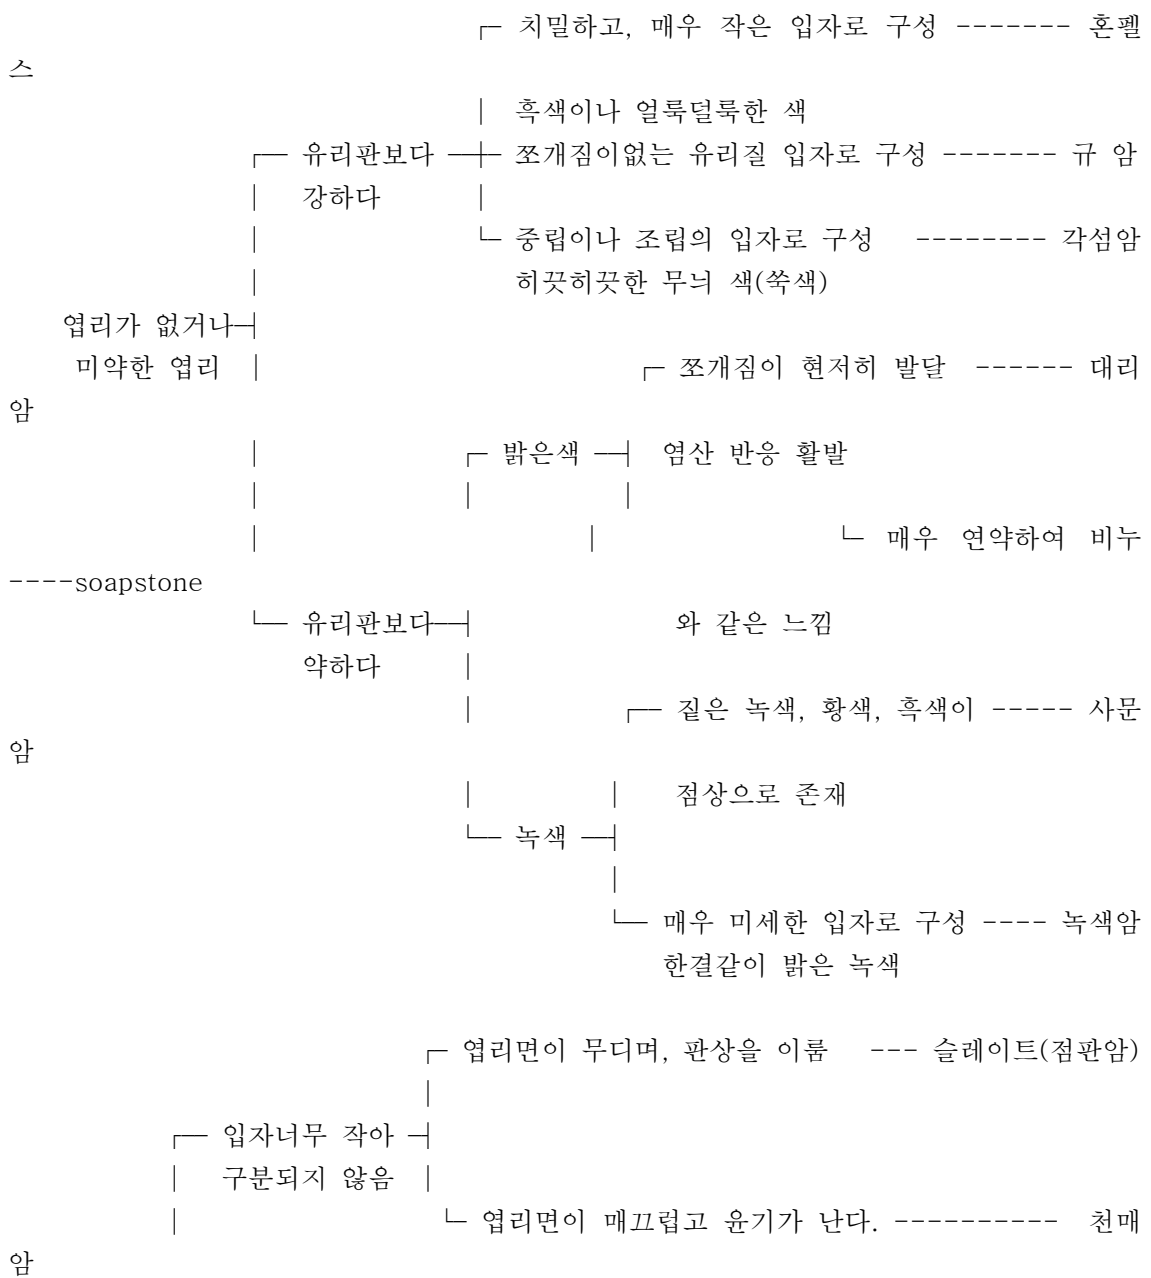 ┌─ 치밀하고, 매우 작은 입자로 구성 ------- 혼펠
스
│ 흑색이나 얼룩덜룩한 색
┌─ 유리판보다 ─┼─ 쪼개짐이없는 유리질 입자로 구성 ------- 규 암
│ 강하다 │
│ └─ 중립이나 조립의 입자로 구성 -------- 각섬암
│ 히끗히끗한 무늬 색(쑥색)
엽리가 없거나─┤
미약한 엽리 │ ┌─ 쪼개짐이 현저히 발달 ------ 대리
암
│ ┌─ 밝은색 ─┤ 염산 반응 활발
│ │ │
│ │ └─ 매우 연약하여 비누
----soapstone
└─ 유리판보다─┤ 와 같은 느낌
약하다 │
│ ┌─ 짙은 녹색, 황색, 흑색이 ----- 사문
암
│ │ 점상으로 존재
└─ 녹색 ─┤
│
└─ 매우 미세한 입자로 구성 ---- 녹색암
한결같이 밝은 녹색
┌─ 엽리면이 무디며, 판상을 이룸 --- 슬레이트(점판암)
│
┌─ 입자너무 작아 ─┤
│ 구분되지 않음 │
│ └─ 엽리면이 매끄럽고 윤기가 난다. ---------- 천매
암